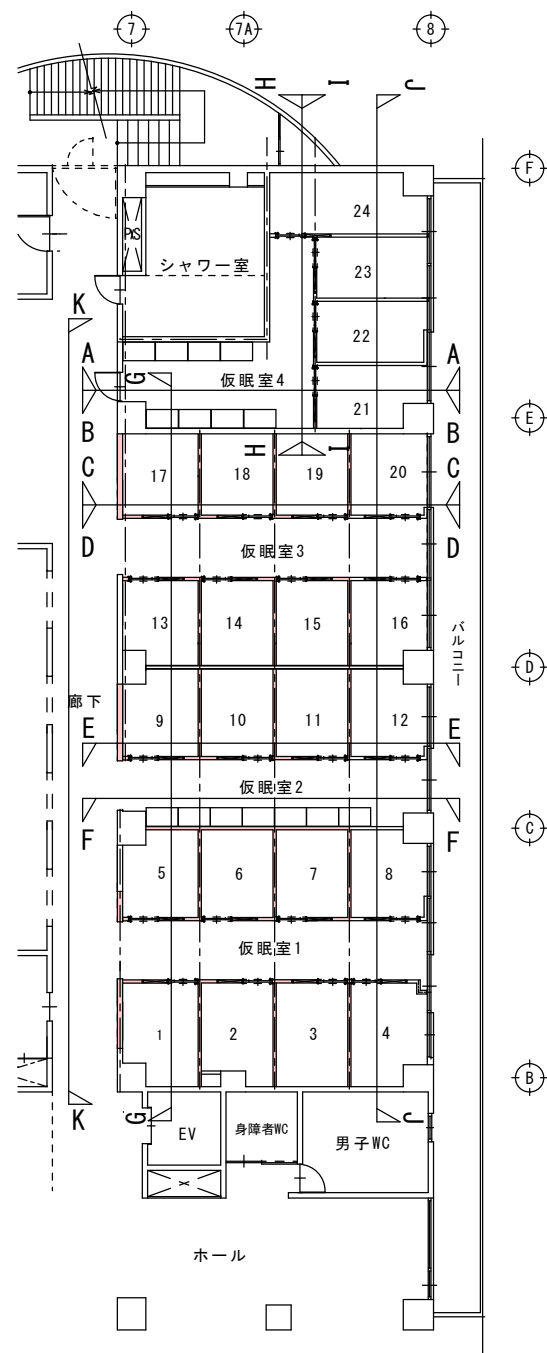 7 7A 8
H I J
F
24
PS
シャワー室
23
K
22
A A
G 仮眠室4
21
E
B B
H I
C C
17 18 19 20
D 仮眠室3 D
13 14 15 16
バルコニー
D
廊下
9 10 11 12
E E
仮眠室2
F F
C
5 6 7 8
仮眠室1
1 2 3 4
B
K G J
EV 身障者WC 男子WC
ホール